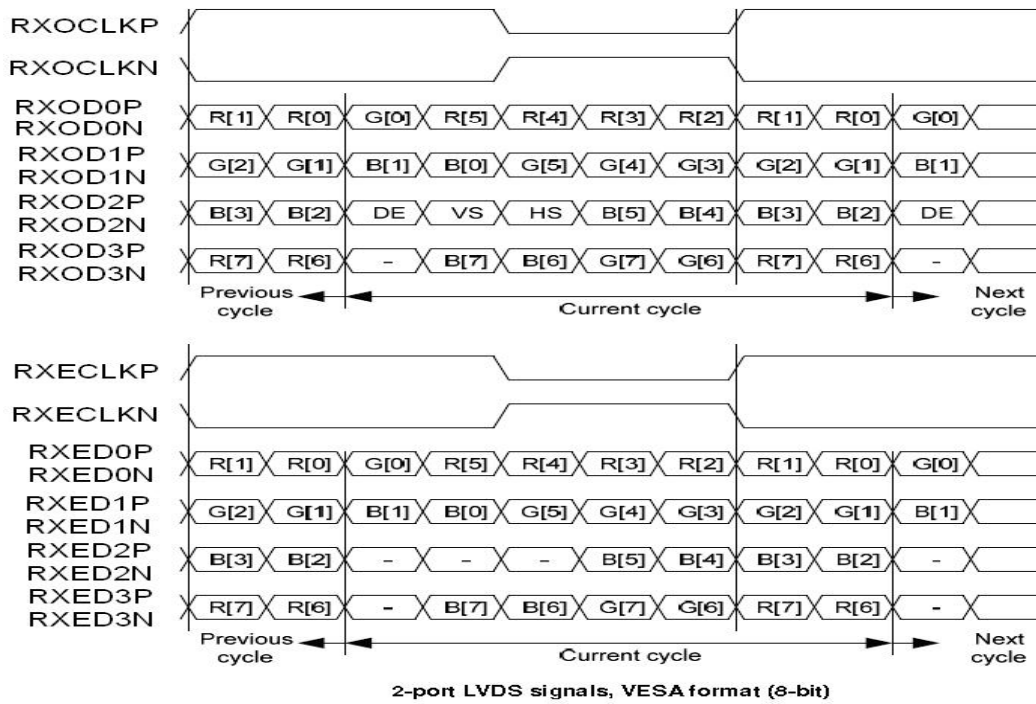 RXOCLKP
RXOCLKN
RXOD0P
RXOD0N
R[1] R[0] G[0] R[5] R[4] R[3] R[2] R[1] R[0] G[0]
RXOD1P
RXOD1N
G[2] G[1] B[1] B[0] G[5] G[4] G[3] G[2] G[1] B[1]
RXOD2P
RXOD2N
B[3] B[2] DE VS HS B[5] B[4] B[3] B[2] DE
RXOD3P
RXOD3N
R[7] R[6] - B[7] B[6] G[7] G[6] R[7] R[6] -
Previous cycle
Current cycle
Next cycle
RXECLKP
RXECLKN
RXED0P
RXED0N
R[1] R[0] G[0] R[5] R[4] R[3] R[2] R[1] R[0] G[0]
RXED1P
RXED1N
G[2] G[1] B[1] B[0] G[5] G[4] G[3] G[2] G[1] B[1]
RXED2P
RXED2N
B[3] B[2] - - - B[5] B[4] B[3] B[2] -
RXED3P
RXED3N
R[7] R[6] - B[7] B[6] G[7] G[6] R[7] R[6] -
Previous cycle
Current cycle
Next cycle
2-port LVDS signals, VESA format (8-bit)